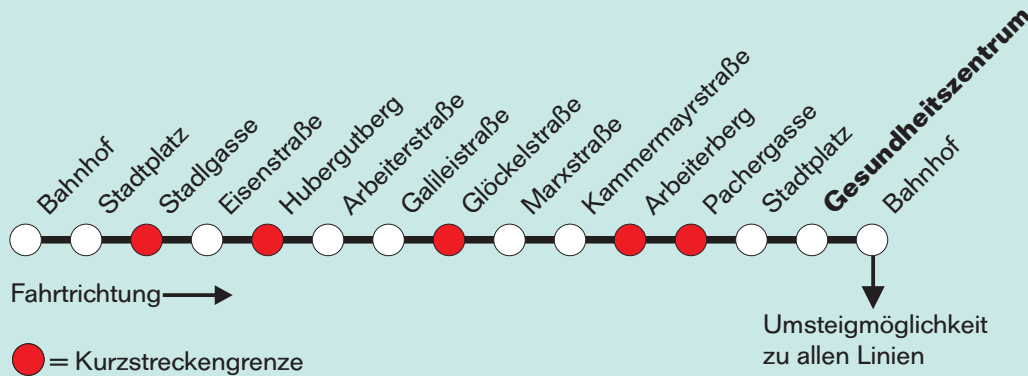 Bahnhof
Stadtplatz
Stadlgasse
Eisenstraße
Hubergutberg
Arbeiterstraße
Galileistraße
Glöckelstraße
Marxstraße
Kammermayrstraße
Arbeiterberg
Pachergasse
Stadtplatz
Gesundheitszentrum
Bahnhof
Fahrtrichtung
Umsteigmöglichkeit
zu allen Linien
= Kurzstreckengrenze